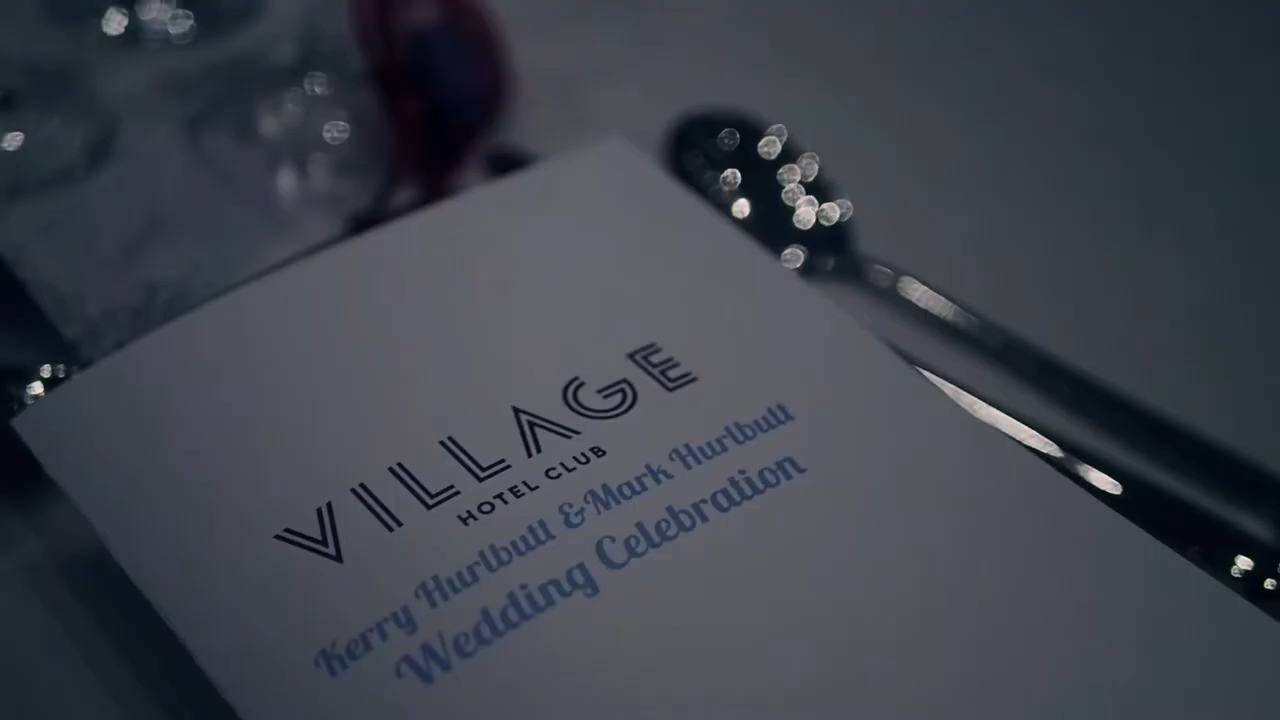 VILLAGE
HOTEL CLUB
Kerry Hurlbutt &Mark Hurlbutt
Wedding Celebration